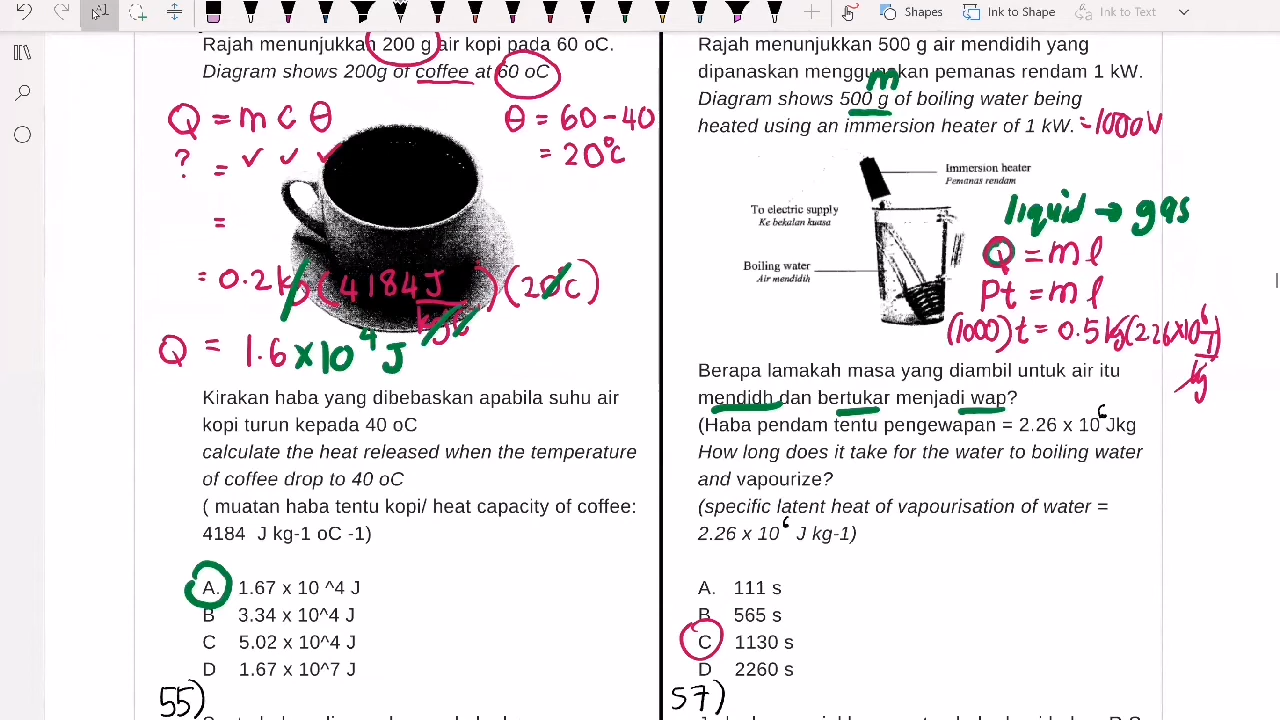 Shapes
Ink to Shape
Ink to Text
Rajah menunjukkan 200 g air kopi pada 60 oC.
Diagram shows 200g of coffee at 60 oC
Q = m c θ
θ = 60 - 40
? = ✓ ✓ ✓
= 20°C
=
= 0.2 kg (4184 J
kg°C
) (20°C)
Q = 1.6 x 10^4 J
Kirakan haba yang dibebaskan apabila suhu air
kopi turun kepada 40 oC
calculate the heat released when the temperature
of coffee drop to 40 oC
( muatan haba tentu kopi/ heat capacity of coffee:
4184 J kg-1 oC -1)
A. 1.67 x 10 ^4 J
B 3.34 x 10^4 J
C 5.02 x 10^4 J
D 1.67 x 10^7 J
55)
Rajah menunjukkan 500 g air mendidih yang
dipanaskan menggunakan pemanas rendam 1 kW.
m
Diagram shows 500 g of boiling water being
heated using an immersion heater of 1 kW.
= 1000W
Immersion heater
Pemanas rendam
To electric supply
Ke bekalan kuasa
Boiling water
Air mendidih
liquid → gas
Q = m l
Pt = m l
(1000) t = 0.5 kg (2.26 x 10^6 J
kg
)
Berapa lamakah masa yang diambil untuk air itu
mendidh dan bertukar menjadi wap?
(Haba pendam tentu pengewapan = 2.26 x 10^6 Jkg
How long does it take for the water to boiling water
and vapourize?
(specific latent heat of vapourisation of water =
2.26 x 10^6 J kg-1)
A. 111 s
B 565 s
C 1130 s
D 2260 s
57)